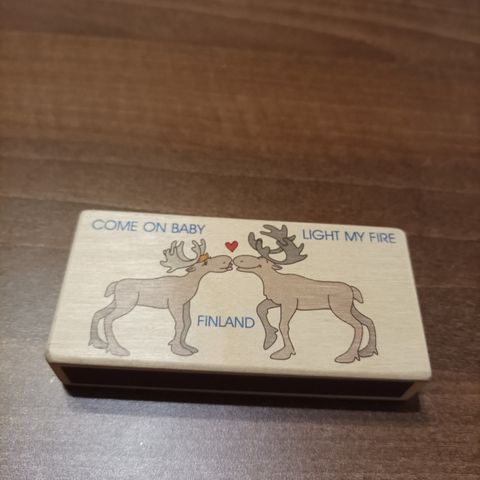 COME ON BABY
LIGHT MY FIRE
FINLAND